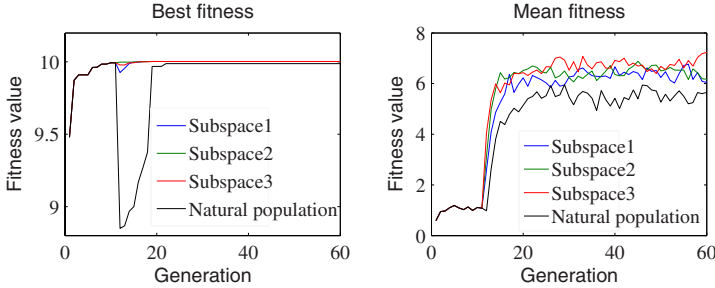 Best fitness
Fitness value
10
9.5
9
Subspace1
Subspace2
Subspace3
Natural population
0
20
40
60
Generation
Mean fitness
Fitness value
8
6
4
2
0
Subspace1
Subspace2
Subspace3
Natural population
0
20
40
60
Generation